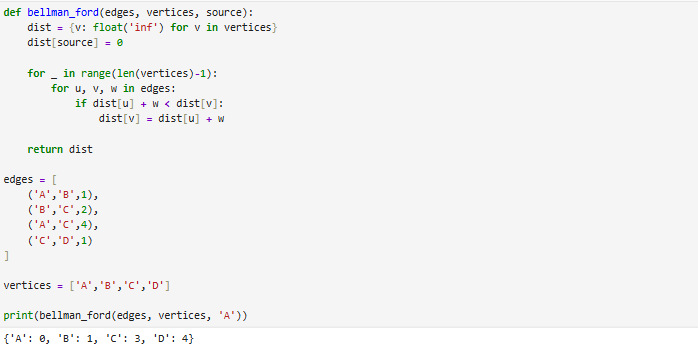 def bellman_ford(edges, vertices, source):
    dist = {v: float('inf') for v in vertices}
    dist[source] = 0

    for _ in range(len(vertices)-1):
        for u, v, w in edges:
            if dist[u] + w < dist[v]:
                dist[v] = dist[u] + w

    return dist

edges = [
    ('A','B',1),
    ('B','C',2),
    ('A','C',4),
    ('C','D',1)
]

vertices = ['A','B','C','D']

print(bellman_ford(edges, vertices, 'A'))
{'A': 0, 'B': 1, 'C': 3, 'D': 4}